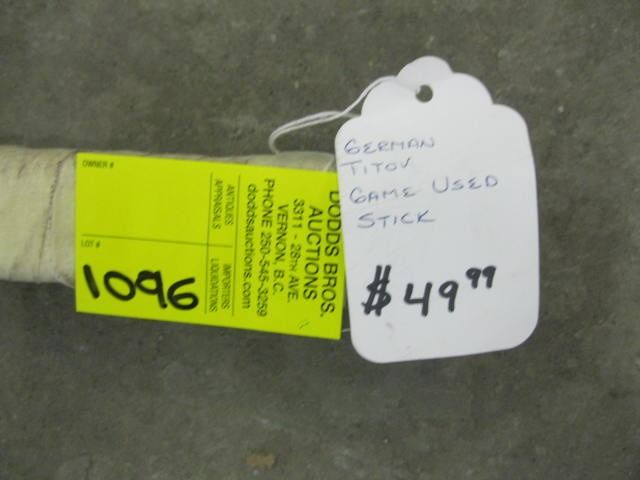 OWNER #
LOT #
1096
ANTIQUES
APPRAISALS
IMPORTERS
LIQUIDATIONS
DODDS BROS.
AUCTIONS
3311 - 28TH AVE.
VERNON, B.C.
PHONE 250-545-3259
doddsauctions.com
GERMAN
TITOV
GAME USED
STICK
$49.99